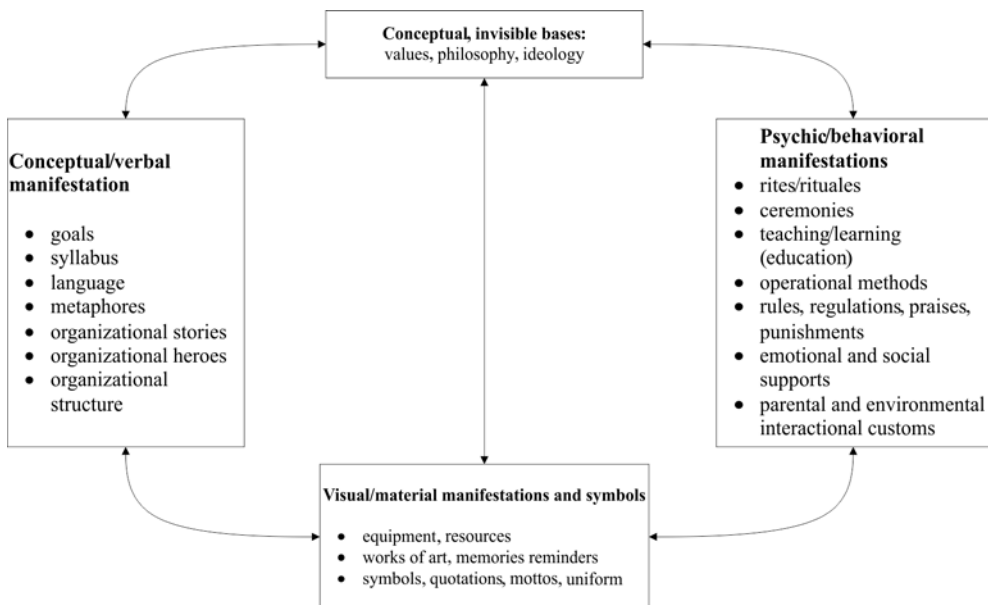 Conceptual, invisible bases:
values, philosophy, ideology
Conceptual/verbal
manifestation
• goals
• syllabus
• language
• metaphores
• organizational stories
• organizational heroes
• organizational
structure
Psychic/behavioral
manifestations
• rites/rituales
• ceremonies
• teaching/learning
(education)
• operational methods
• rules, regulations, praises,
punishments
• emotional and social
supports
• parental and environmental
interactional customs
Visual/material manifestations and symbols
• equipment, resources
• works of art, memories reminders
• symbols, quotations, mottos, uniform